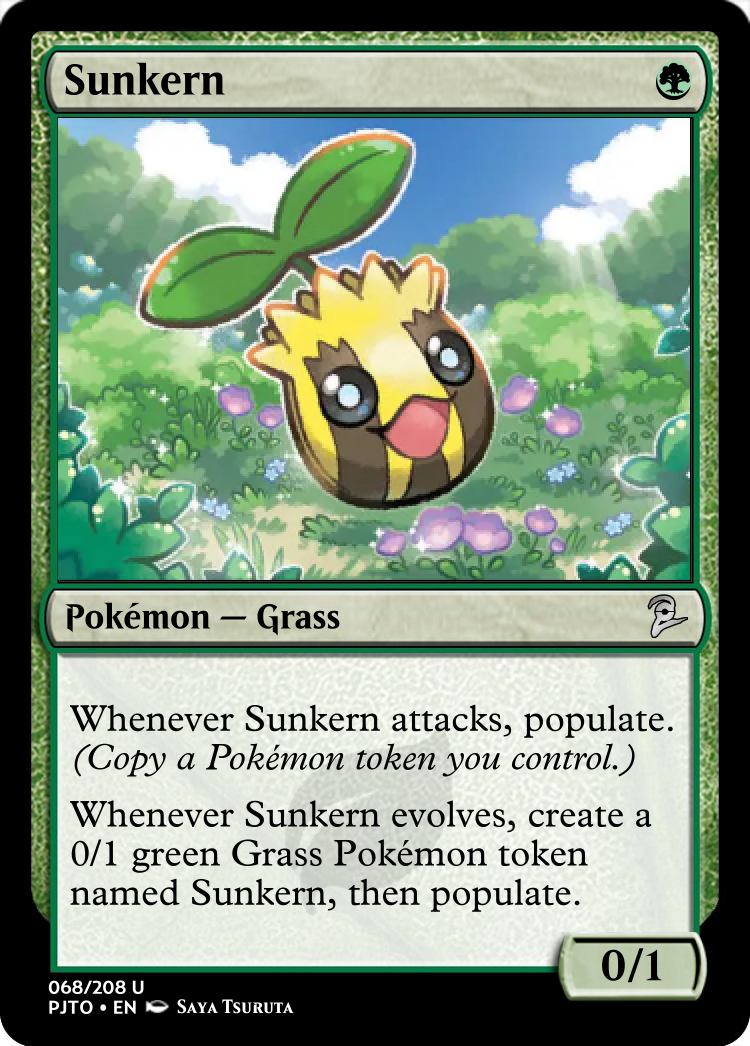 Sunkern
Pokémon — Grass
Whenever Sunkern attacks, populate.
(Copy a Pokémon token you control.)
Whenever Sunkern evolves, create a
0/1 green Grass Pokémon token
named Sunkern, then populate.
0/1
068/208 U
PJTO • EN Saya Tsuruta